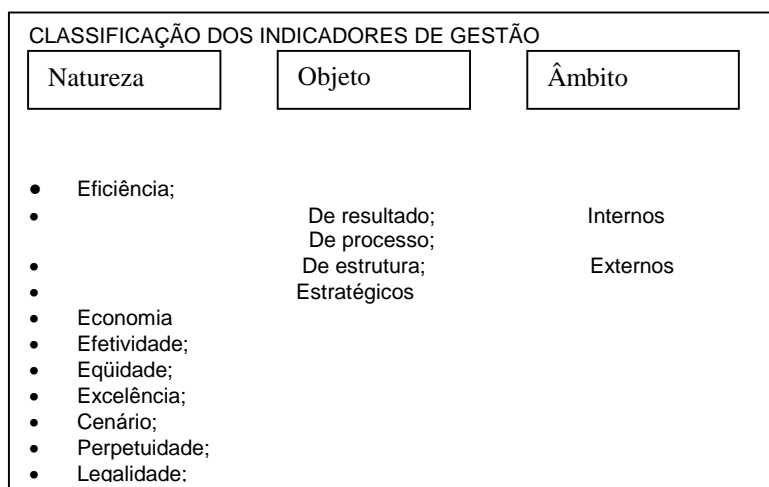 CLASSIFICAÇÃO DOS INDICADORES DE GESTÃO
Natureza Objeto Âmbito
• Eficiência;
• De resultado; Internos
De processo;
• De estrutura; Externos
• Estratégicos
• Economia
• Efetividade;
• Eqüidade;
• Excelência;
• Cenário;
• Perpetuidade;
• Legalidade;